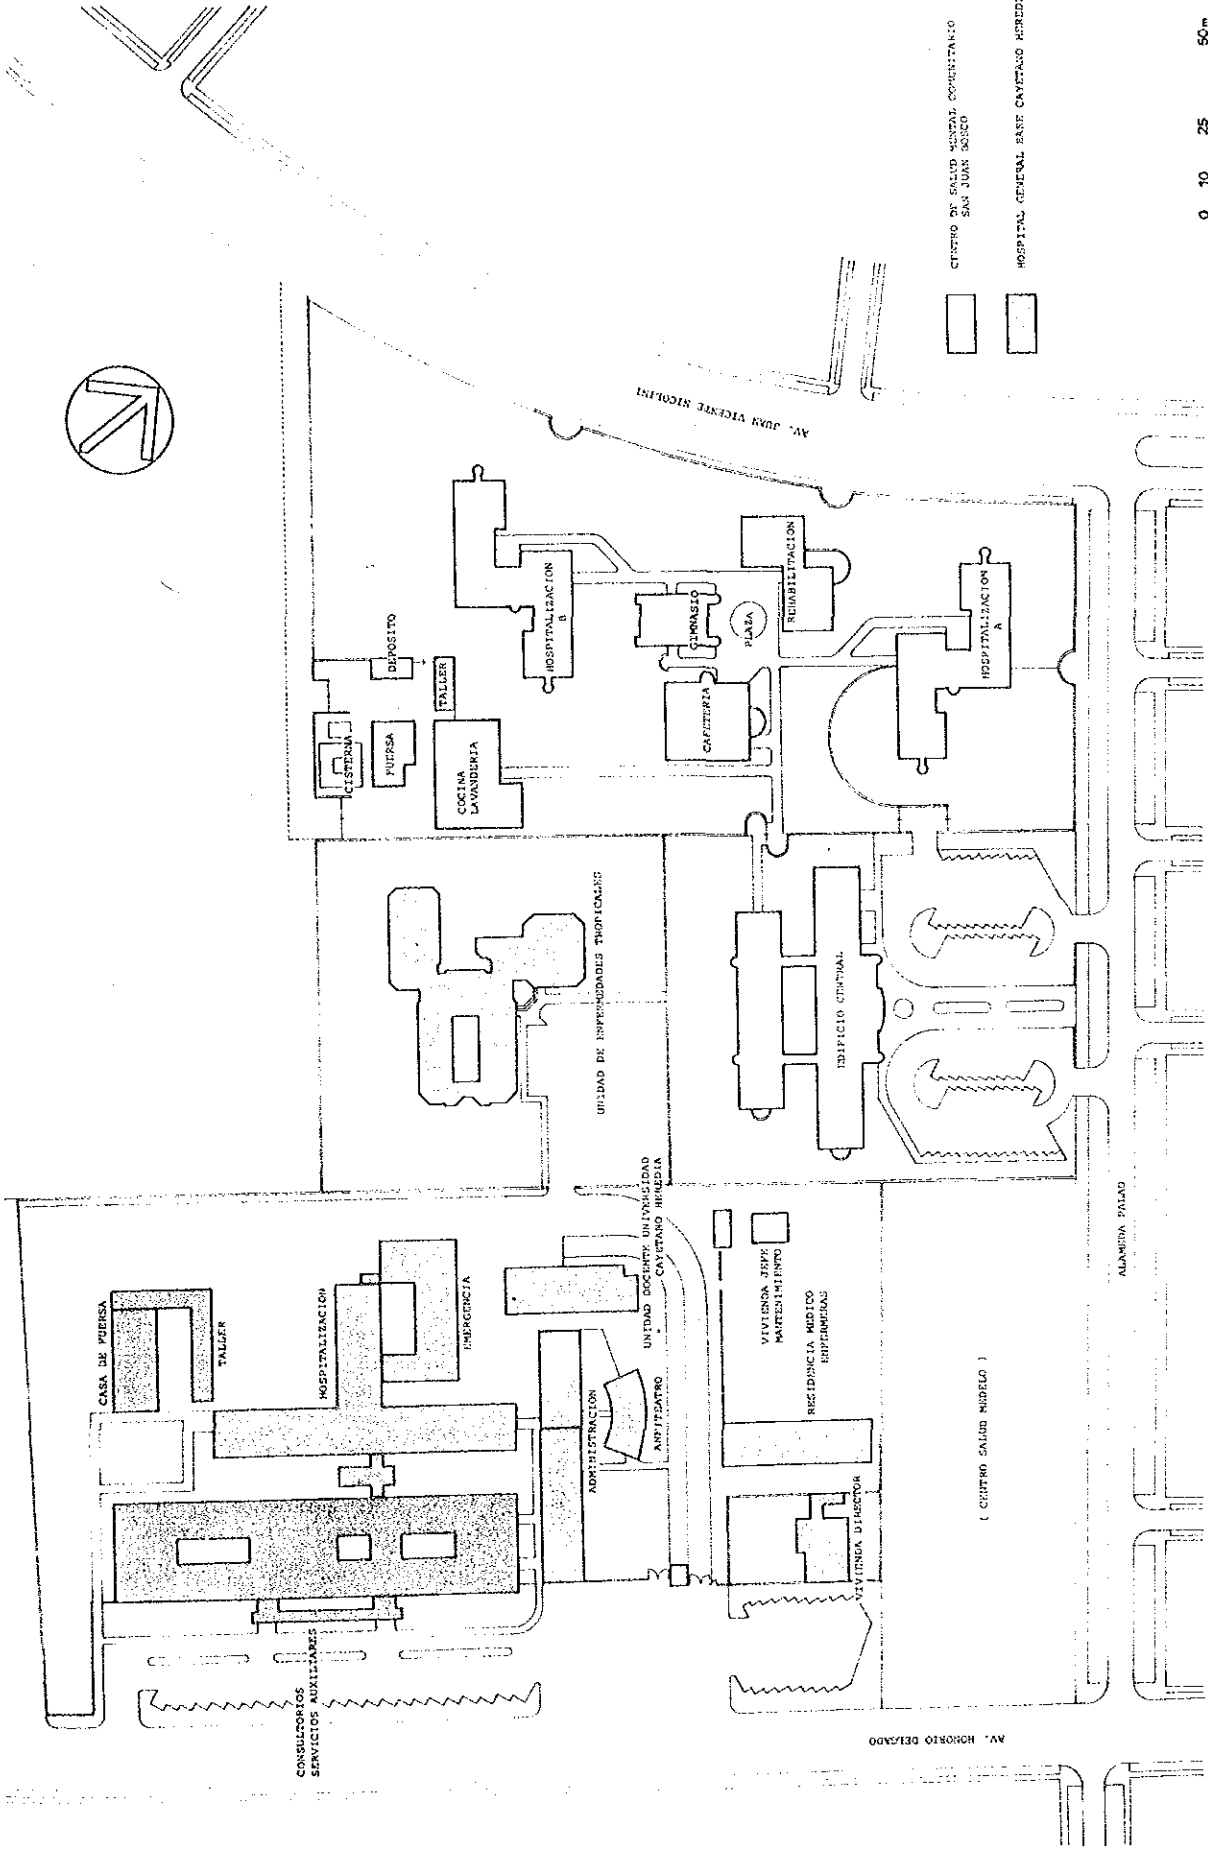 CENTRO DE SALUD MENTAL COMUNITARIO
SAN JUAN BOSCO
HOSPITAL GENERAL BASE CAYETANO HEREDI
0 10 25 50m
AV. JUAN VICENTE NICOLINI
CISTERNA
FUERSA
DEPOSITO
TALLER
COCINA
LAVANDERIA
HOSPITALIZACION
B
GIMNASIO
CAFETERIA
PLAZA
REHABILITACION
HOSPITALIZACION
A
UNIDAD DE ENFERMEDADES TROPICALES
EDIFICIO CENTRAL
CASA DE FUERSA
TALLER
HOSPITALIZACION
EMERGENCIA
UNIDAD DOCENTE UNIVERSIDAD
CAYETANO HEREDIA
ADMINISTRACION
ANFITEATRO
VIVIENDA JEFE
MANTENIMIENTO
RESIDENCIA MEDICO
ENFERMERAS
VIVIENDA DIRECTOR
( CENTRO SALUD MODELO )
CONSULTORIOS
SERVICIOS AUXILIARES
ALAMEDA PALAO
AV. HONORIO DELGADO